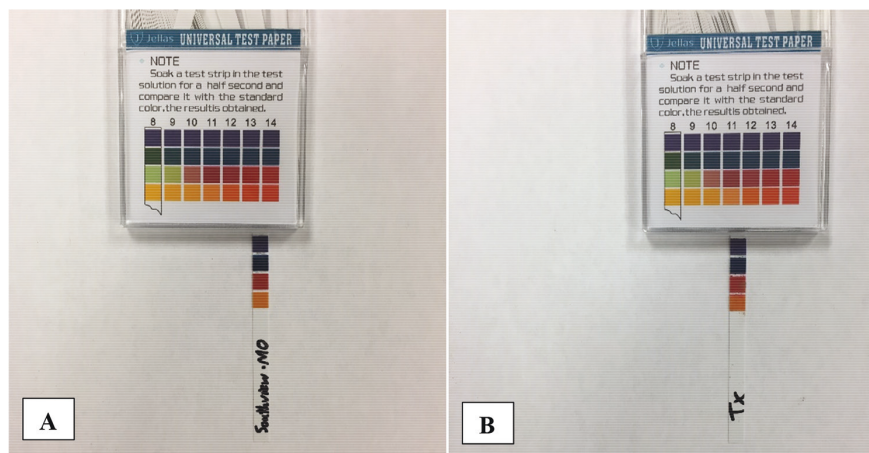 Jellas UNIVERSAL TEST PAPER
NOTE
Soak a test strip in the test
solution for a half second and
compare it with the standard
color.the resultis obtained.
8 9 10 11 12 13 14
Southview·MO
A
Jellas UNIVERSAL TEST PAPER
NOTE
Soak a test strip in the test
solution for a half second and
compare it with the standard
color.the resultis obtained.
8 9 10 11 12 13 14
Tx
B